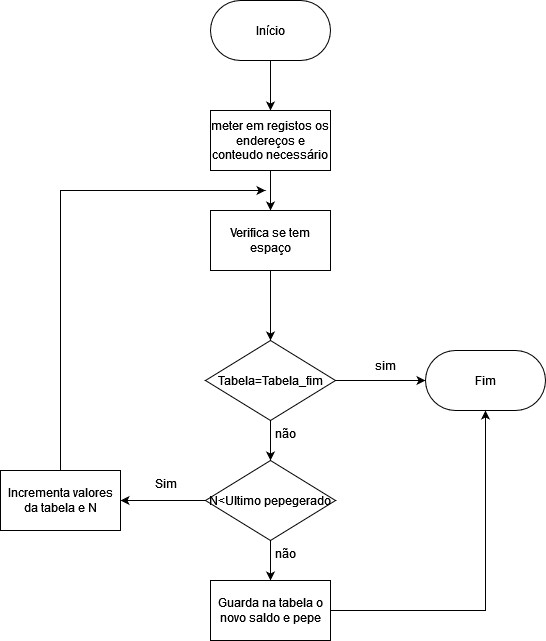 Início
meter em registos os
endereços e
conteudo necessário
Verifica se tem
espaço
Tabela=Tabela_fim
sim
Fim
não
N<Ultimo pepegerado
Sim
Incrementa valores
da tabela e N
não
Guarda na tabela o
novo saldo e pepe